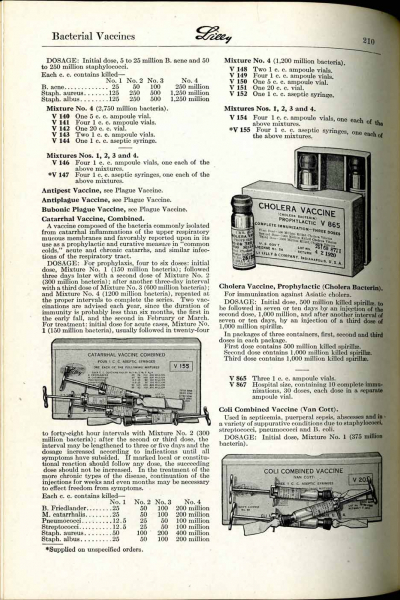 Bacterial Vaccines
Lilly
219
DOSAGE: Initial dose, 5 to 25 million B. acne and 50
to 250 million staphylococci.
Each c. c. contains killed—
No. 1 No. 2 No. 3 No. 4
B. acne 25 50 100 250 million
Staph. aureus 125 250 500 1,250 million
Staph. albus 125 250 500 1,250 million
Mixture No. 4 (2,750 million bacteria).
V 140 One 5 c. c. ampoule vial.
V 141 Four 1 c. c. ampoule vials.
V 142 One 20 c. c. vial.
V 143 Two 1 c. c. ampoule vials.
V 144 One 1 c. c. aseptic syringe.
Mixtures Nos. 1, 2, 3 and 4.
V 146 Four 1 c. c. ampoule vials, one each of the
above mixtures.
*V 147 Four 1 c. c. aseptic syringes, one each of the
above mixtures.
Antipest Vaccine, see Plague Vaccine.
Antiplague Vaccine, see Plague Vaccine.
Bubonic Plague Vaccine, see Plague Vaccine.
Catarrhal Vaccine, Combined.
A vaccine composed of the bacteria commonly isolated
from catarrhal inflammations of the upper respiratory
mucous membranes and favorably reported upon in its
use as a prophylactic and curative measure in "common
colds," acute and chronic catarrhs, and similar infec-
tions of the respiratory tract.
DOSAGE: For prophylaxis, four to six doses: initial
dose, Mixture No. 1 (150 million bacteria); followed
three days later with a second dose of Mixture No. 2
(300 million bacteria); after another three-day interval
with a third dose of Mixture No. 3 (600 million bacteria);
and Mixture No. 4 (1200 million bacteria), repeated at
the proper intervals to complete the series. Two vac-
cinations are advised each year, since the duration of
immunity is probably less than six months, the first in
the early fall, and the second in February or March.
For treatment: initial dose for acute cases, Mixture No.
1 (150 million bacteria), usually followed in twenty-four
CATARRHAL VACCINE COMBINED
FOUR 1 C. C. ASEPTIC SYRINGES
ONE EACH OF THE FOLLOWING MIXTURES
V 155
to forty-eight hour intervals with Mixture No. 2 (300
million bacteria); after the second or third dose, the
interval may be lengthened to three or five days and the
dosage increased according to indications until all
symptoms have subsided. If marked local or constitu-
tional reaction should follow any dose, the succeeding
dose should not be increased. In the treatment of the
more chronic types of the disease, continuation of the
injections for weeks and even months may be necessary
to effect freedom from symptoms.
Each c. c. contains killed—
No. 1 No. 2 No. 3 No. 4
B. Friedlander 25 50 100 200 million
M. catarrhalis 25 50 100 200 million
Pneumococci 12.5 25 50 100 million
Streptococci 12.5 25 50 100 million
Staph. aureus 50 100 200 400 million
Staph. albus 25 50 100 200 million
*Supplied on unspecified orders.
Mixture No. 4 (1,200 million bacteria).
V 148 Two 1 c. c. ampoule vials.
V 149 Four 1 c. c. ampoule vials.
V 150 One 5 c. c. ampoule vial.
V 151 One 20 c. c. vial.
V 152 One 1 c. c. aseptic syringe.
Mixtures Nos. 1, 2, 3 and 4.
V 154 Four 1 c. c. ampoule vials, one each of the
above mixtures.
*V 155 Four 1 c. c. aseptic syringes, one each of
the above mixtures.
CHOLERA VACCINE
CHOLERA BACTERIN
PROPHYLACTIC V 865
COMPLETE IMMUNIZATION—THREE DOSES
ELI LILLY & COMPANY, INDIANAPOLIS, U. S. A.
Cholera Vaccine, Prophylactic (Cholera Bacterin).
For immunization against Asiatic cholera.
DOSAGE: Initial dose, 500 million killed spirillæ, to
be followed in seven or ten days by an injection of the
second dose, 1,000 million, and after another interval of
seven or ten days, by an injection of a third dose of
1,000 million spirillæ.
In packages of three containers, first, second and third
doses in each package.
First dose contains 500 million killed spirillæ.
Second dose contains 1,000 million killed spirillæ.
Third dose contains 1,000 million killed spirillæ.
V 865 Three 1 c. c. ampoule vials.
V 867 Hospital size, containing 10 complete immu-
nizations, 30 doses, each dose in a separate
ampoule vial.
Coli Combined Vaccine (Van Cott).
Used in septicemia, puerperal sepsis, abscesses and in
a variety of suppurative conditions due to staphylococci,
streptococci, pneumococci and B. coli.
DOSAGE: Initial dose, Mixture No. 1 (375 million
bacteria).
COLI COMBINED VACCINE
(VAN COTT)
FOUR 1 C. C. ASEPTIC SYRINGES
V 207